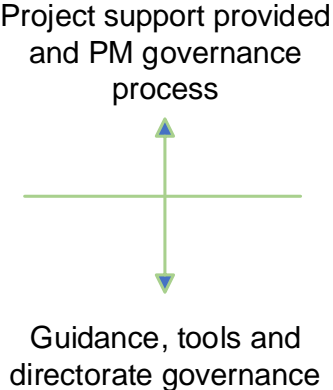 Project support provided
and PM governance
process
Guidance, tools and
directorate governance